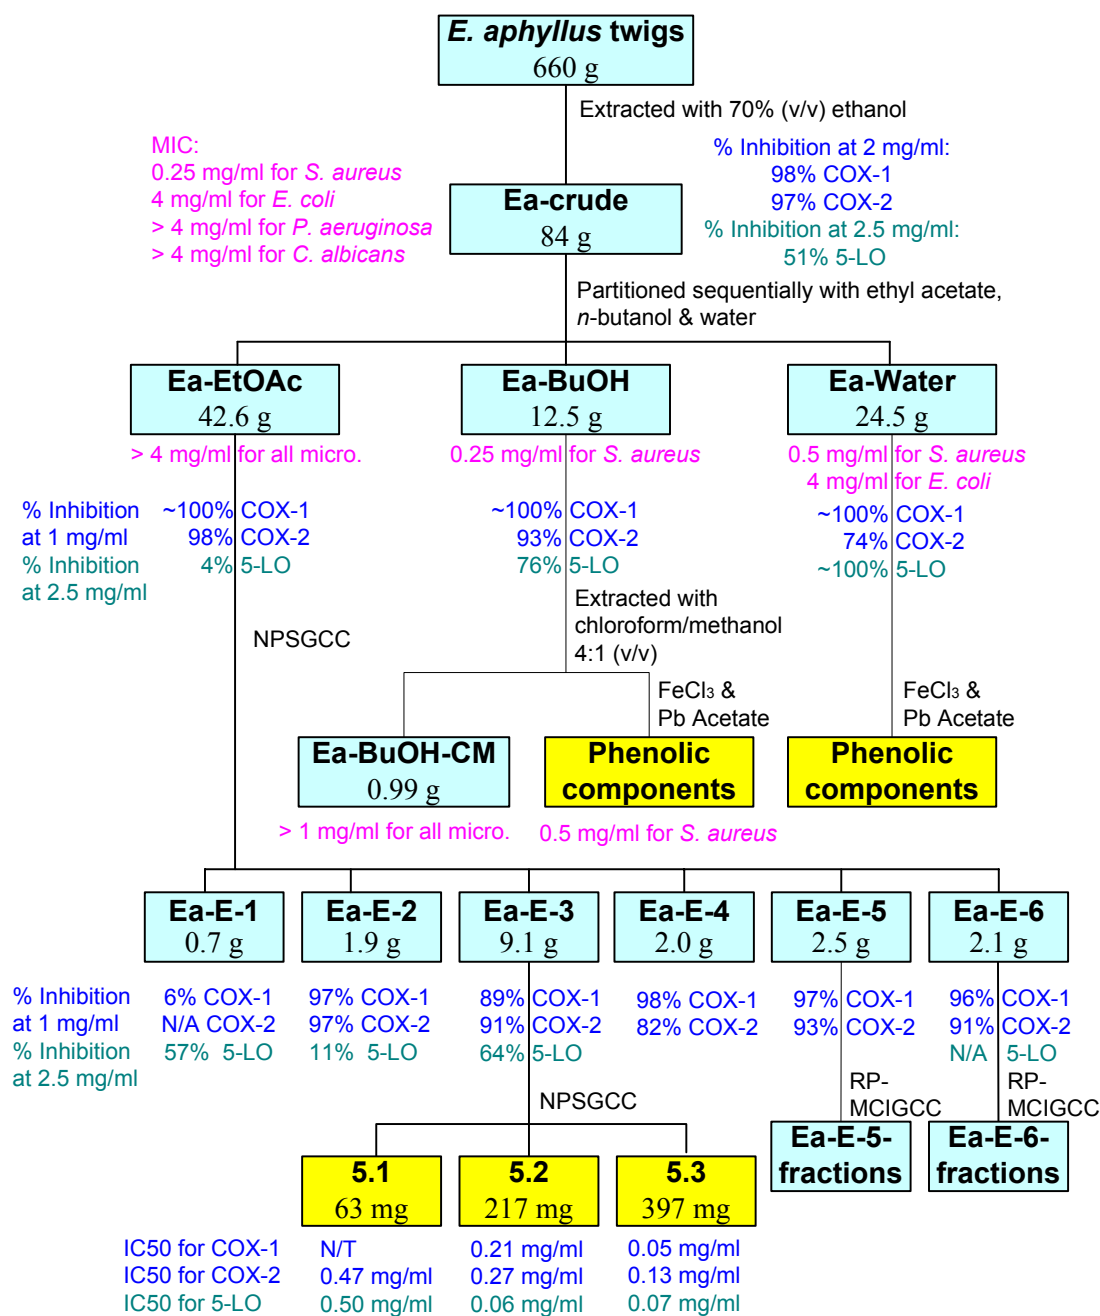 E. aphyllus twigs
660 g
Extracted with 70% (v/v) ethanol
MIC:
0.25 mg/ml for S. aureus
4 mg/ml for E. coli
> 4 mg/ml for P. aeruginosa
> 4 mg/ml for C. albicans
Ea-crude
84 g
% Inhibition at 2 mg/ml:
98% COX-1
97% COX-2
% Inhibition at 2.5 mg/ml:
51% 5-LO
Partitioned sequentially with ethyl acetate,
n-butanol & water
Ea-EtOAc
42.6 g
Ea-BuOH
12.5 g
Ea-Water
24.5 g
> 4 mg/ml for all micro.
0.25 mg/ml for S. aureus
0.5 mg/ml for S. aureus
4 mg/ml for E. coli
% Inhibition
at 1 mg/ml
% Inhibition
at 2.5 mg/ml
~100% COX-1
98% COX-2
4% 5-LO
~100% COX-1
93% COX-2
76% 5-LO
~100% COX-1
74% COX-2
~100% 5-LO
NPSGCC
Extracted with
chloroform/methanol
4:1 (v/v)
FeCl₃ &
Pb Acetate
FeCl₃ &
Pb Acetate
Ea-BuOH-CM
0.99 g
Phenolic
components
Phenolic
components
> 1 mg/ml for all micro.
0.5 mg/ml for S. aureus
Ea-E-1
0.7 g
Ea-E-2
1.9 g
Ea-E-3
9.1 g
Ea-E-4
2.0 g
Ea-E-5
2.5 g
Ea-E-6
2.1 g
% Inhibition
at 1 mg/ml
% Inhibition
at 2.5 mg/ml
6% COX-1
N/A COX-2
57% 5-LO
97% COX-1
97% COX-2
11% 5-LO
89% COX-1
91% COX-2
64% 5-LO
98% COX-1
82% COX-2
97% COX-1
93% COX-2
96% COX-1
91% COX-2
N/A 5-LO
NPSGCC
RP-
MCIGCC
RP-
MCIGCC
Ea-E-5-
fractions
Ea-E-6-
fractions
5.1
63 mg
5.2
217 mg
5.3
397 mg
IC50 for COX-1
N/T
0.21 mg/ml
0.05 mg/ml
IC50 for COX-2
0.47 mg/ml
0.27 mg/ml
0.13 mg/ml
IC50 for 5-LO
0.50 mg/ml
0.06 mg/ml
0.07 mg/ml